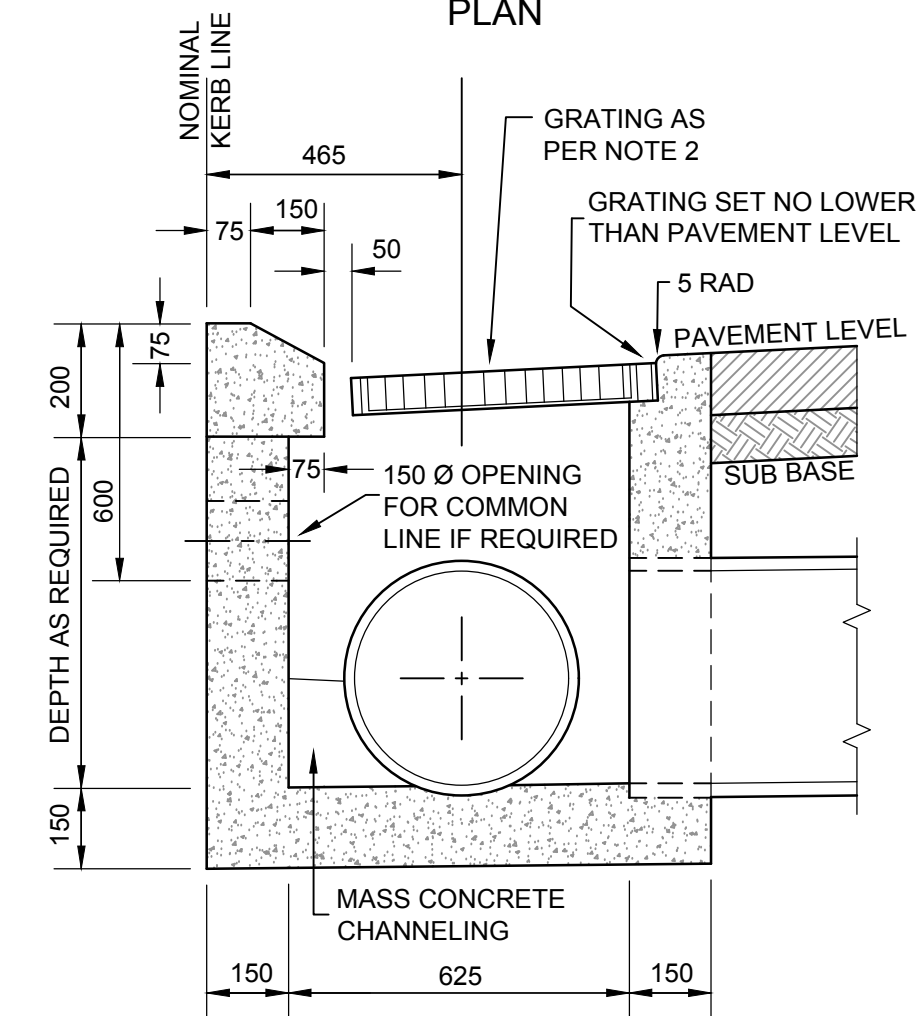 PLAN
NOMINAL
KERB LINE
465
GRATING AS
PER NOTE 2
GRATING SET NO LOWER
THAN PAVEMENT LEVEL
75
150
50
5 RAD
PAVEMENT LEVEL
75
200
600
75
150 Ø OPENING
FOR COMMON
LINE IF REQUIRED
SUB BASE
DEPTH AS REQUIRED
150
MASS CONCRETE
CHANNELING
150
625
150